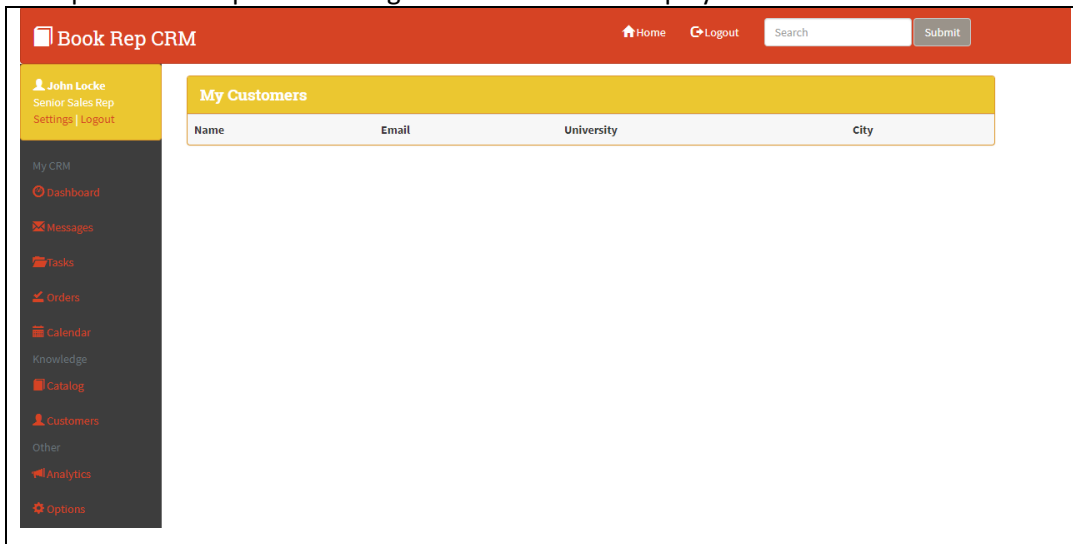 Book Rep CRM
Home Logout Search Submit
John Locke
Senior Sales Rep
Settings | Logout
My Customers
Name Email University City
My CRM
Dashboard
Messages
Tasks
Orders
Calendar
Knowledge
Catalog
Customers
Other
Analytics
Options